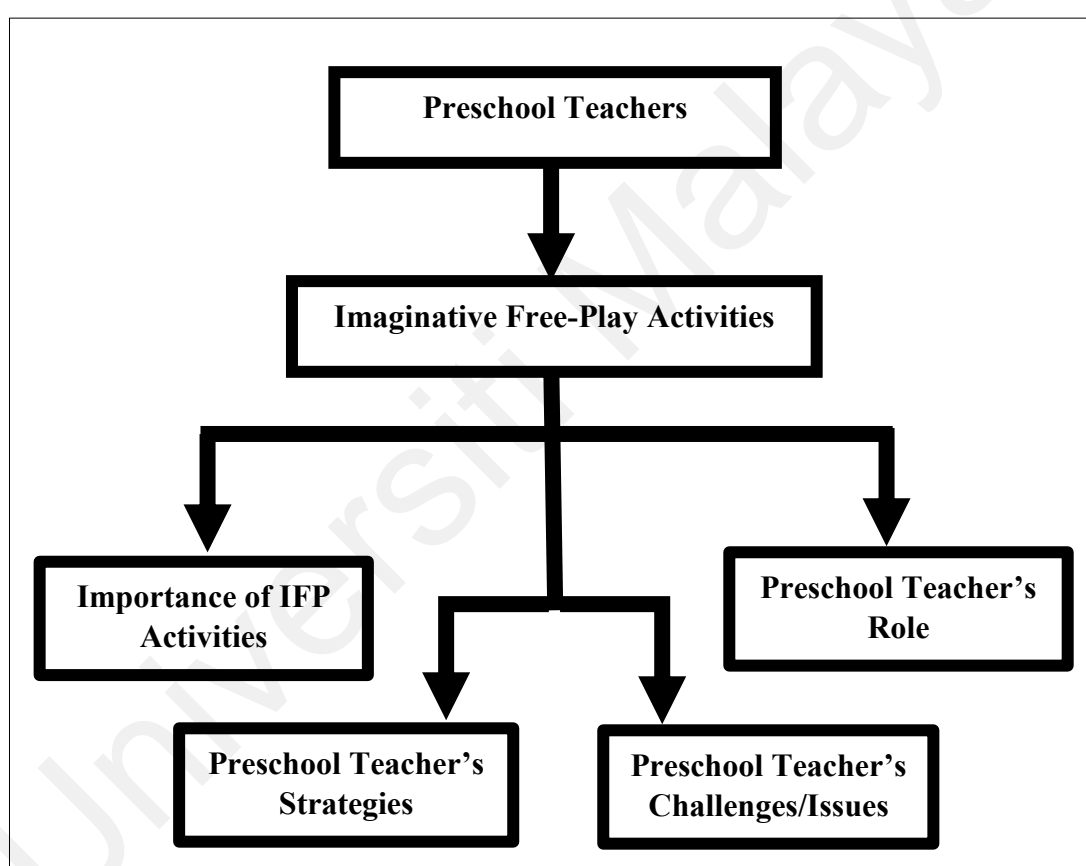 Preschool Teachers
Imaginative Free-Play Activities
Importance of IFP
Activities
Preschool Teacher’s
Role
Preschool Teacher’s
Strategies
Preschool Teacher’s
Challenges/Issues
Universiti Malaya